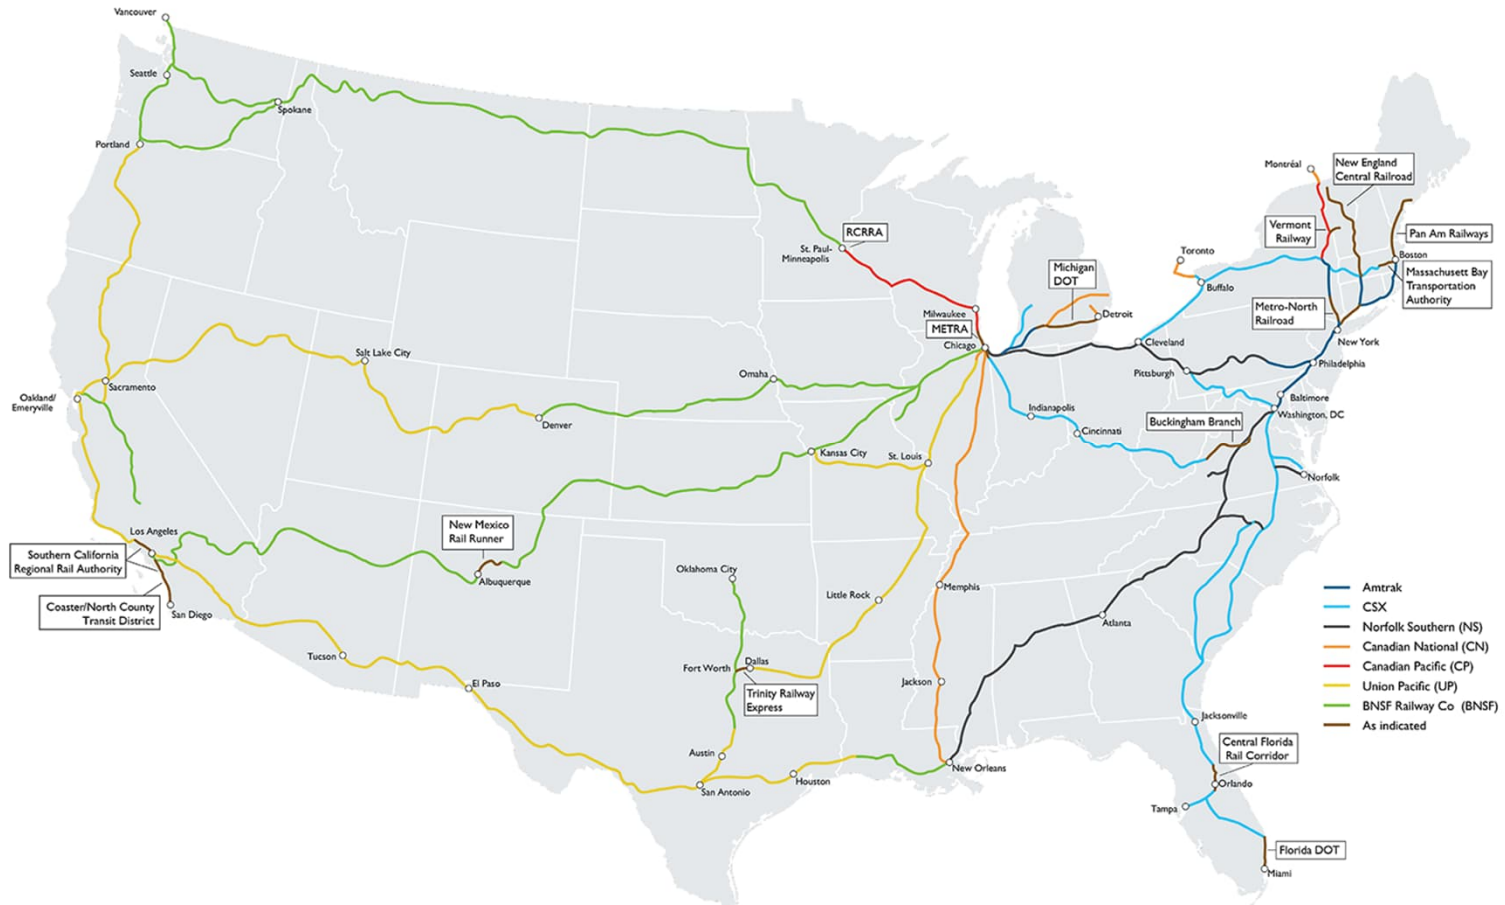 Vancouver
Seattle
Spokane
Portland
Montréal
New England
Central Railroad
Vermont
Railway
Pan Am Railways
RCRRA
St. Paul-
Minneapolis
Toronto
Boston
Michigan
DOT
Massachusett Bay
Transportation
Authority
Buffalo
Metro-North
Railroad
Milwaukee
Detroit
METRA
Chicago
Cleveland
New York
Salt Lake City
Pittsburgh
Philadelphia
Omaha
Sacramento
Oakland/
Emeryville
Baltimore
Washington, DC
Indianapolis
Denver
Buckingham Branch
Cincinnati
Kansas City
St. Louis
Norfolk
Los Angeles
New Mexico
Rail Runner
Southern California
Regional Rail Authority
Oklahoma City
Albuquerque
Memphis
Amtrak
Little Rock
Coaster/North County
Transit District
San Diego
CSX
Atlanta
Norfolk Southern (NS)
Canadian National (CN)
Tucson
Dallas
Fort Worth
Canadian Pacific (CP)
El Paso
Jackson
Union Pacific (UP)
Trinity Railway
Express
BNSF Railway Co (BNSF)
Jacksonville
As indicated
Central Florida
Rail Corridor
Austin
New Orleans
Houston
Orlando
San Antonio
Tampa
Florida DOT
Miami